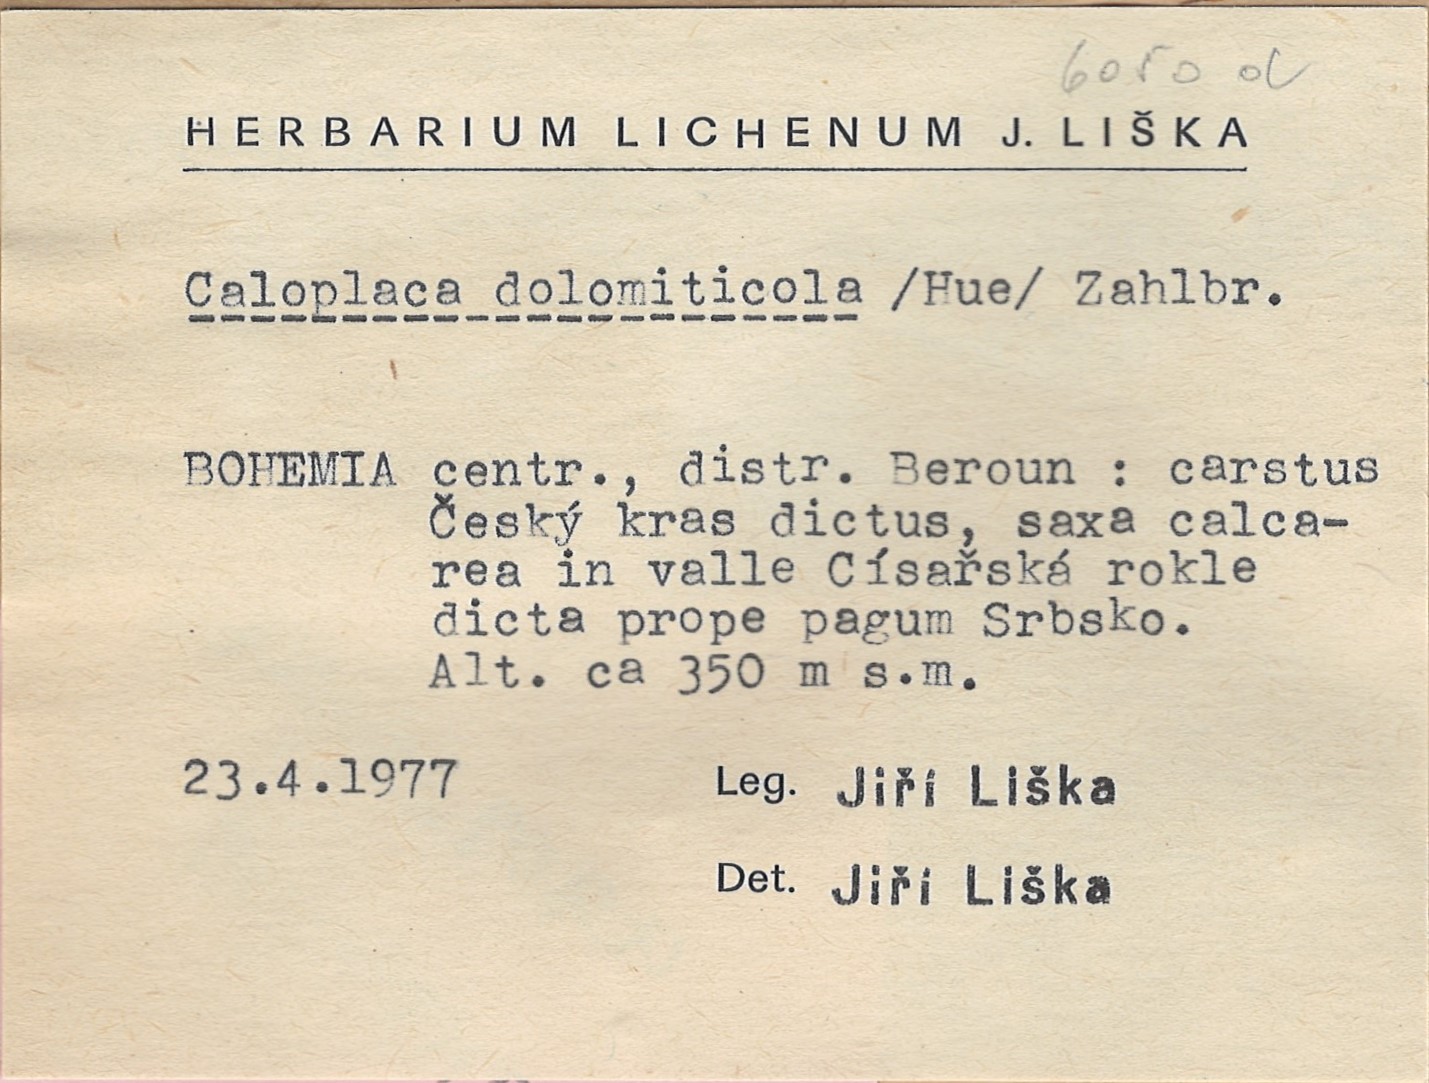 6050 d
HERBARIUM LICHENUM J. LIŠKA
Caloplaca dolomiticola /Hue/ Zahlbr.
BOHEMIA centr., distr. Beroun : carstus
Český kras dictus, saxa calca-
rea in valle Císařská rokle
dicta prope pagum Srbsko.
Alt. ca 350 m s.m.
23.4.1977 Leg. Jiří Liška
Det. Jiří Liška